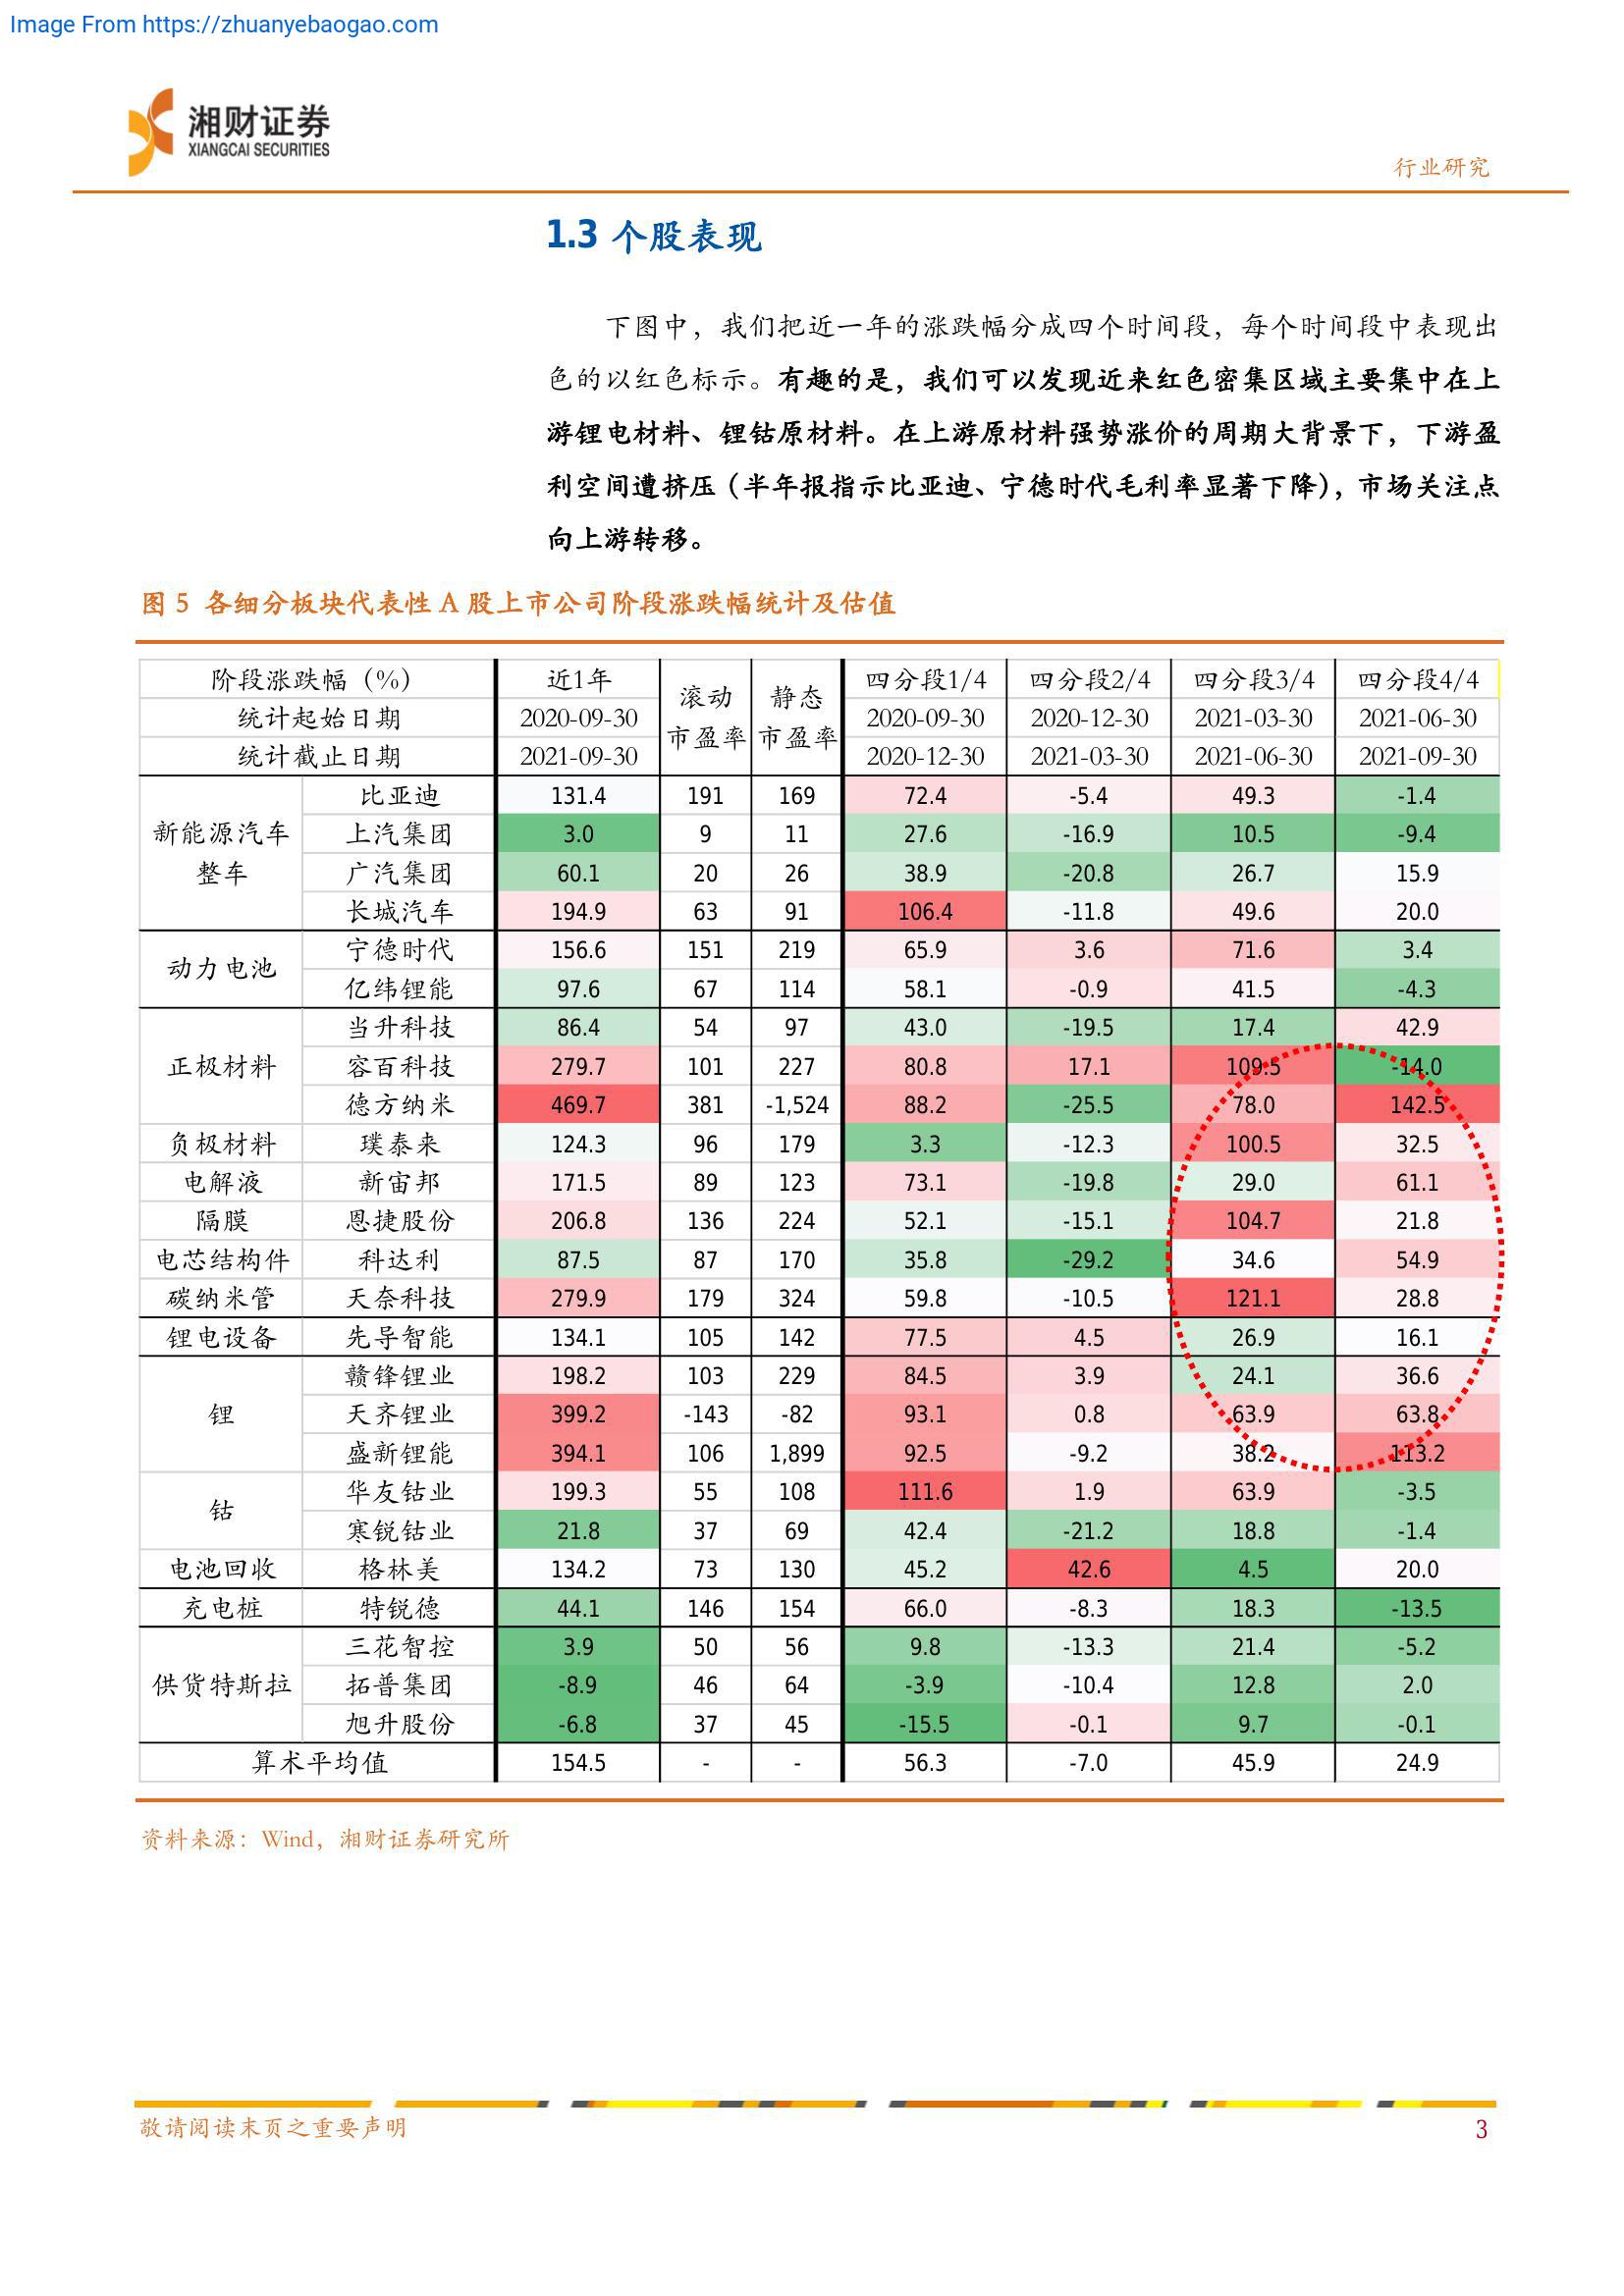 Image From https://zhuanyebaogao.com
湘财证券
XIANGCAI SECURITIES
行业研究
1.3 个股表现
下图中，我们把近一年的涨跌幅分成四个时间段，每个时间段中表现出
色的以红色标示。有趣的是，我们可以发现近来红色密集区域主要集中在上
游锂电材料、锂钴原材料。在上游原材料强势涨价的周期大背景下，下游盈
利空间遭挤压（半年报指示比亚迪、宁德时代毛利率显著下降），市场关注点
向上游转移。
图 5 各细分板块代表性 A 股上市公司阶段涨跌幅统计及估值
阶段涨跌幅（%） 近1年 滚动市盈率 静态市盈率 四分段1/4 四分段2/4 四分段3/4 四分段4/4
统计起始日期 2020-09-30 2020-09-30 2020-12-30 2021-03-30 2021-06-30
统计截止日期 2021-09-30 2020-12-30 2021-03-30 2021-06-30 2021-09-30
新能源汽车整车 比亚迪 131.4 191 169 72.4 -5.4 49.3 -1.4
上汽集团 3.0 9 11 27.6 -16.9 10.5 -9.4
广汽集团 60.1 20 26 38.9 -20.8 26.7 15.9
长城汽车 194.9 63 91 106.4 -11.8 49.6 20.0
动力电池 宁德时代 156.6 151 219 65.9 3.6 71.6 3.4
亿纬锂能 97.6 67 114 58.1 -0.9 41.5 -4.3
正极材料 当升科技 86.4 54 97 43.0 -19.5 17.4 42.9
容百科技 279.7 101 227 80.8 17.1 109.5 -14.0
德方纳米 469.7 381 -1,524 88.2 -25.5 78.0 142.5
负极材料 璞泰来 124.3 96 179 3.3 -12.3 100.5 32.5
电解液 新宙邦 171.5 89 123 73.1 -19.8 29.0 61.1
隔膜 恩捷股份 206.8 136 224 52.1 -15.1 104.7 21.8
电芯结构件 科达利 87.5 87 170 35.8 -29.2 34.6 54.9
碳纳米管 天奈科技 279.9 179 324 59.8 -10.5 121.1 28.8
锂电设备 先导智能 134.1 105 142 77.5 4.5 26.9 16.1
锂 赣锋锂业 198.2 103 229 84.5 3.9 24.1 36.6
天齐锂业 399.2 -143 -82 93.1 0.8 63.9 63.8
盛新锂能 394.1 106 1,899 92.5 -9.2 38.2 113.2
钴 华友钴业 199.3 55 108 111.6 1.9 63.9 -3.5
寒锐钴业 21.8 37 69 42.4 -21.2 18.8 -1.4
电池回收 格林美 134.2 73 130 45.2 42.6 4.5 20.0
充电桩 特锐德 44.1 146 154 66.0 -8.3 18.3 -13.5
供货特斯拉 三花智控 3.9 50 56 9.8 -13.3 21.4 -5.2
拓普集团 -8.9 46 64 -3.9 -10.4 12.8 2.0
旭升股份 -6.8 37 45 -15.5 -0.1 9.7 -0.1
算术平均值 154.5 - - 56.3 -7.0 45.9 24.9
资料来源：Wind，湘财证券研究所
敬请阅读末页之重要声明
3